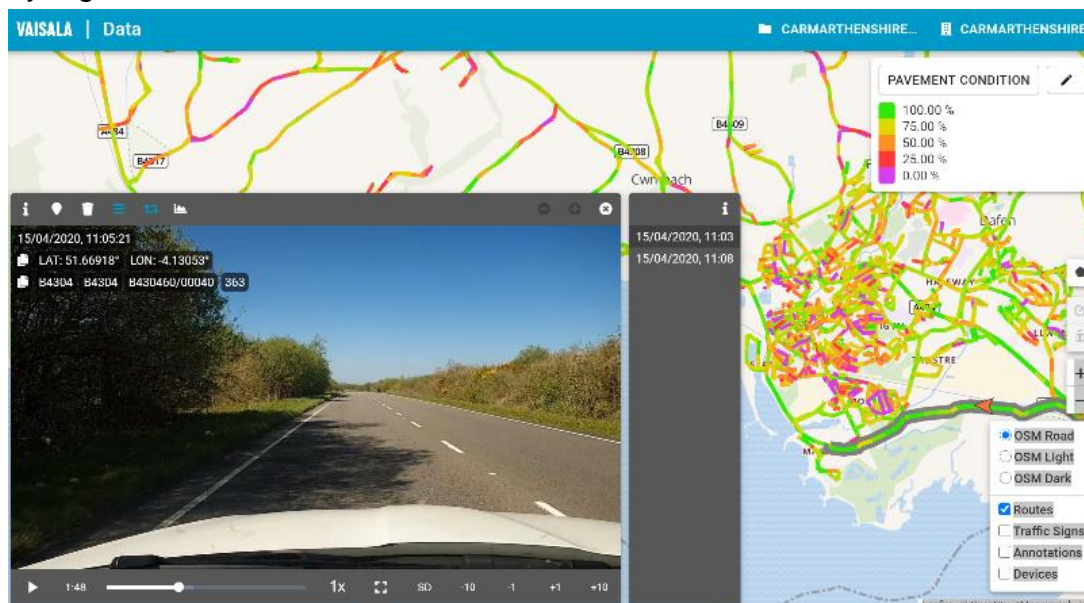 VAISALA | Data
CARMARTHENSHIRE...
CARMARTHENSHIRE
PAVEMENT CONDITION
100.00 %
75.00 %
50.00 %
25.00 %
0.00 %
A484
B4317
B4309
B4308
Cwmbach
Dafen
15/04/2020, 11:05:21
LAT: 51.66918° LON: -4.13053°
B4304 B4304 B430460/00040 363
15/04/2020, 11:03
15/04/2020, 11:08
1:48
1x
SD
-10
-1
+1
+10
OSM Road
OSM Light
OSM Dark
Routes
Traffic Signs
Annotations
Devices